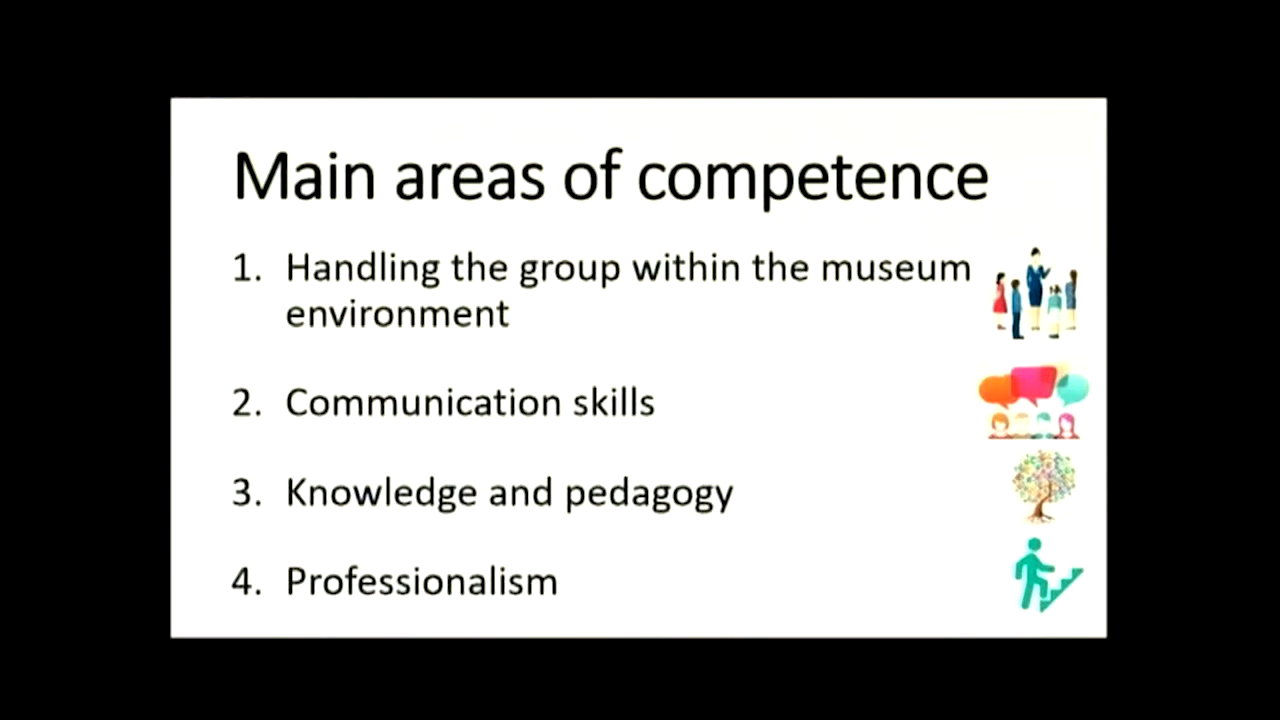 Main areas of competence
1. Handling the group within the museum
environment
2. Communication skills
3. Knowledge and pedagogy
4. Professionalism